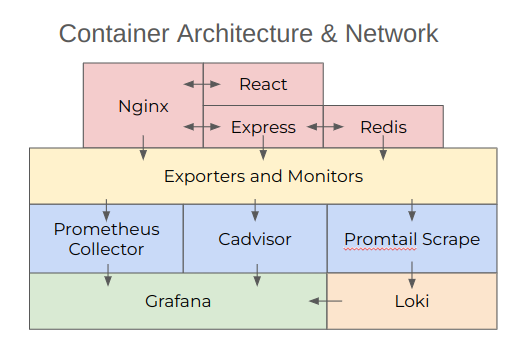 Container Architecture & Network
React
Nginx
Express
Redis
Exporters and Monitors
Prometheus
Collector
Cadvisor
Promtail Scrape
Grafana
Loki